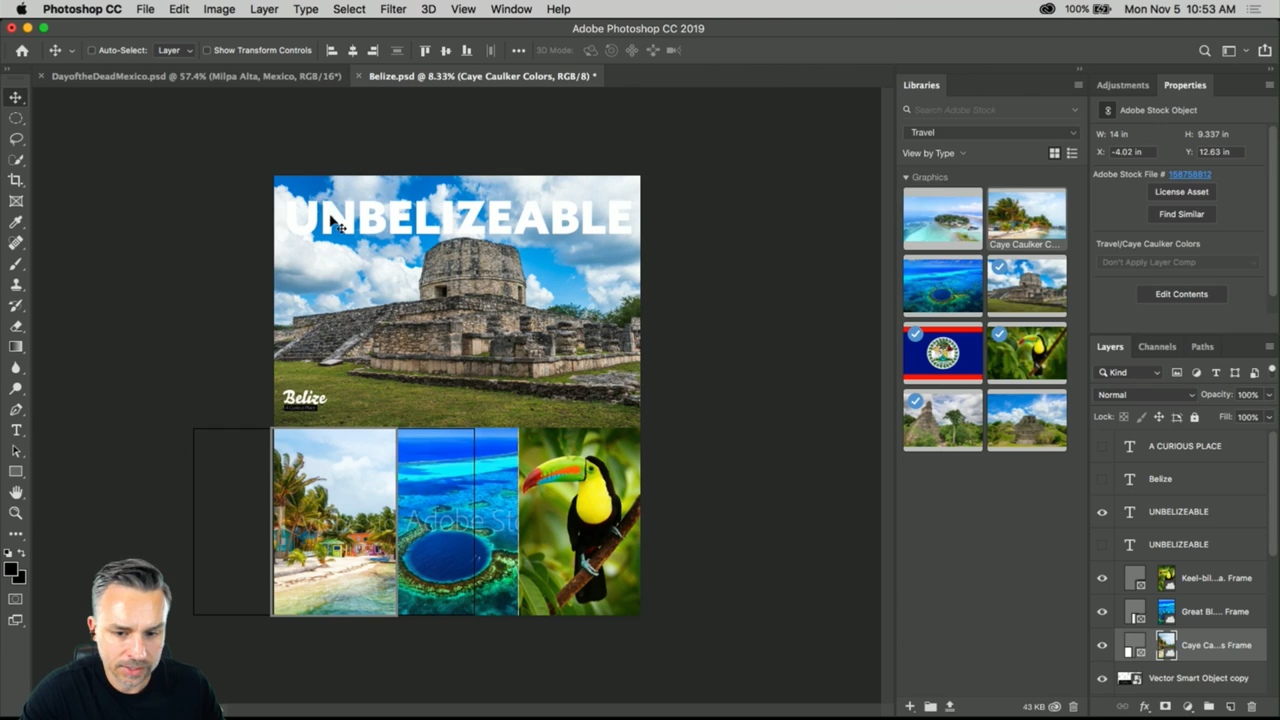 Photoshop CC File Edit Image Layer Type Select Filter 3D View Window Help 100% Mon Nov 5 10:53 AM
Adobe Photoshop CC 2019
Auto-Select: Layer Show Transform Controls 3D Mode:
DayoftheDeadMexico.psd @ 57.4% (Milpa Alta, Mexico, RGB/16*)
Belize.psd @ 8.33% (Caye Caulker Colors, RGB/8) *
UNBELIZEABLE
Belize
Adobe Sto
Libraries
Search Adobe Stock
Travel
View by Type
Graphics
Caye Caulker C...
Adjustments Properties
Adobe Stock Object
W: 14 in H: 9.337 in
X: -4.02 in Y: 12.63 in
Adobe Stock File # 158758812
License Asset
Find Similar
Travel/Caye Caulker Colors
Don't Apply Layer Comp
Edit Contents
Layers Channels Paths
Kind
Normal Opacity: 100%
Lock: Fill: 100%
T A CURIOUS PLACE
T Belize
T UNBELIZEABLE
T UNBELIZEABLE
Keel-bil...a. Frame
Great Bl.... Frame
Caye Ca...s Frame
Vector Smart Object copy
43 KB
fx